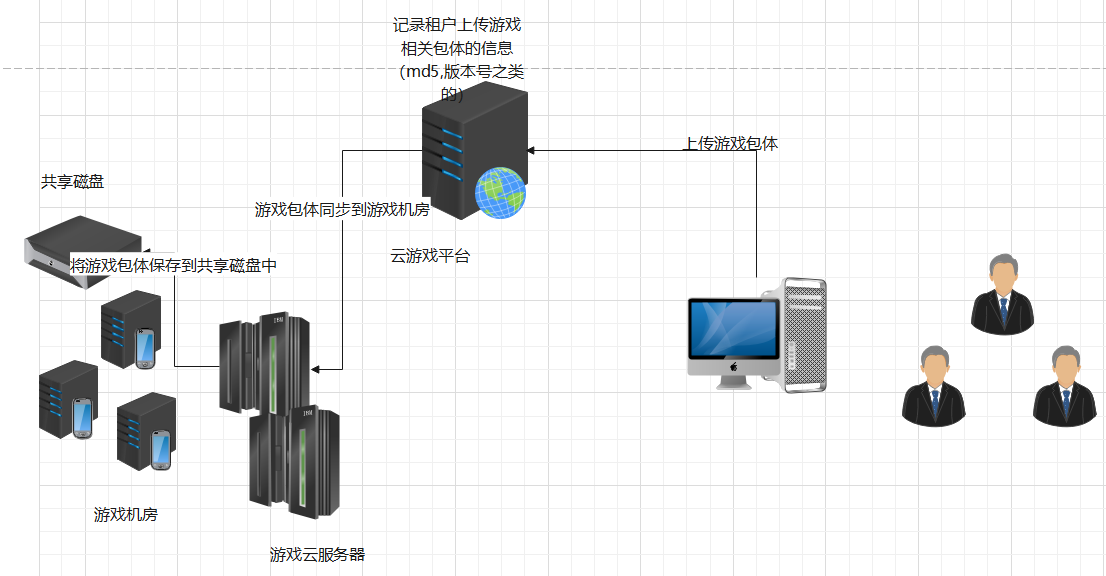 记录租户上传游戏
相关包体的信息
（md5,版本号之类
的）
上传游戏包体
共享磁盘
游戏包体同步到游戏机房
云游戏平台
将游戏包体保存到共享磁盘中
游戏机房
游戏云服务器